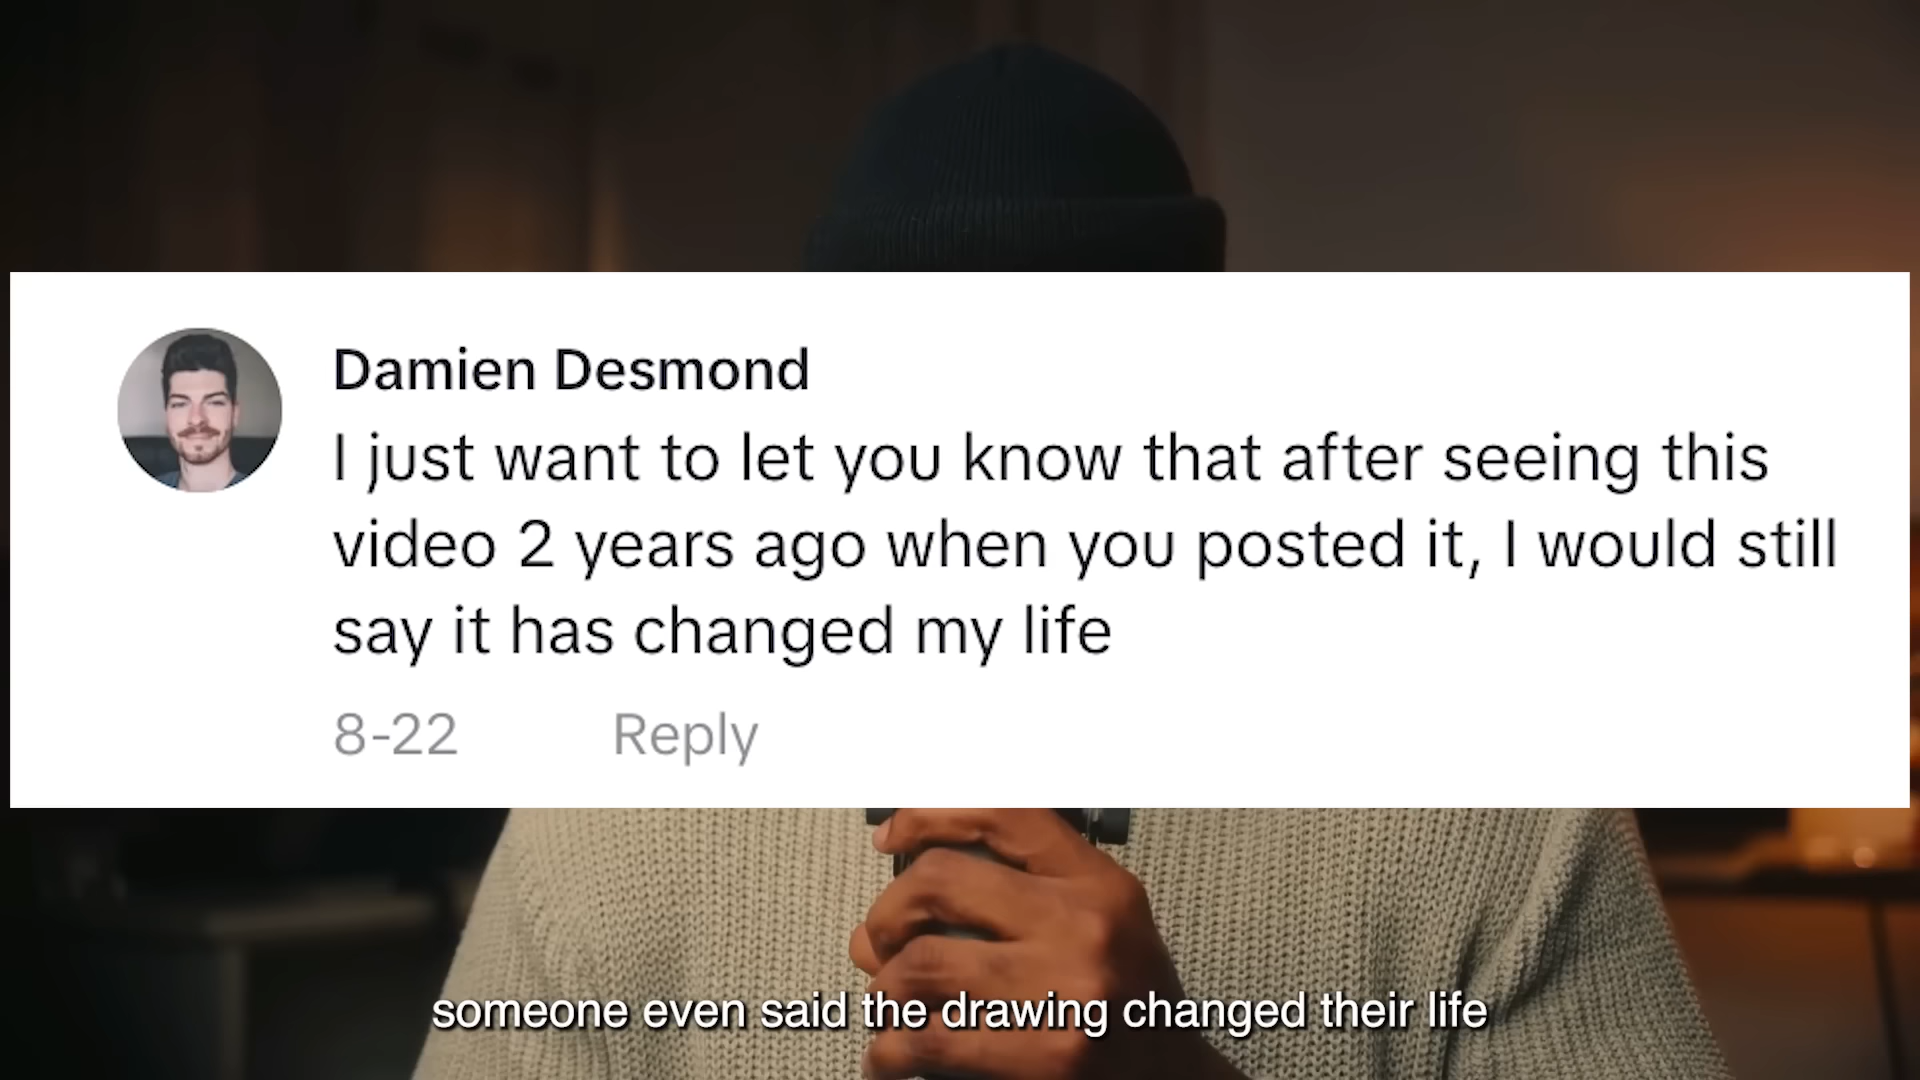 Damien Desmond
I just want to let you know that after seeing this
video 2 years ago when you posted it, I would still
say it has changed my life
8-22 Reply
someone even said the drawing changed their life